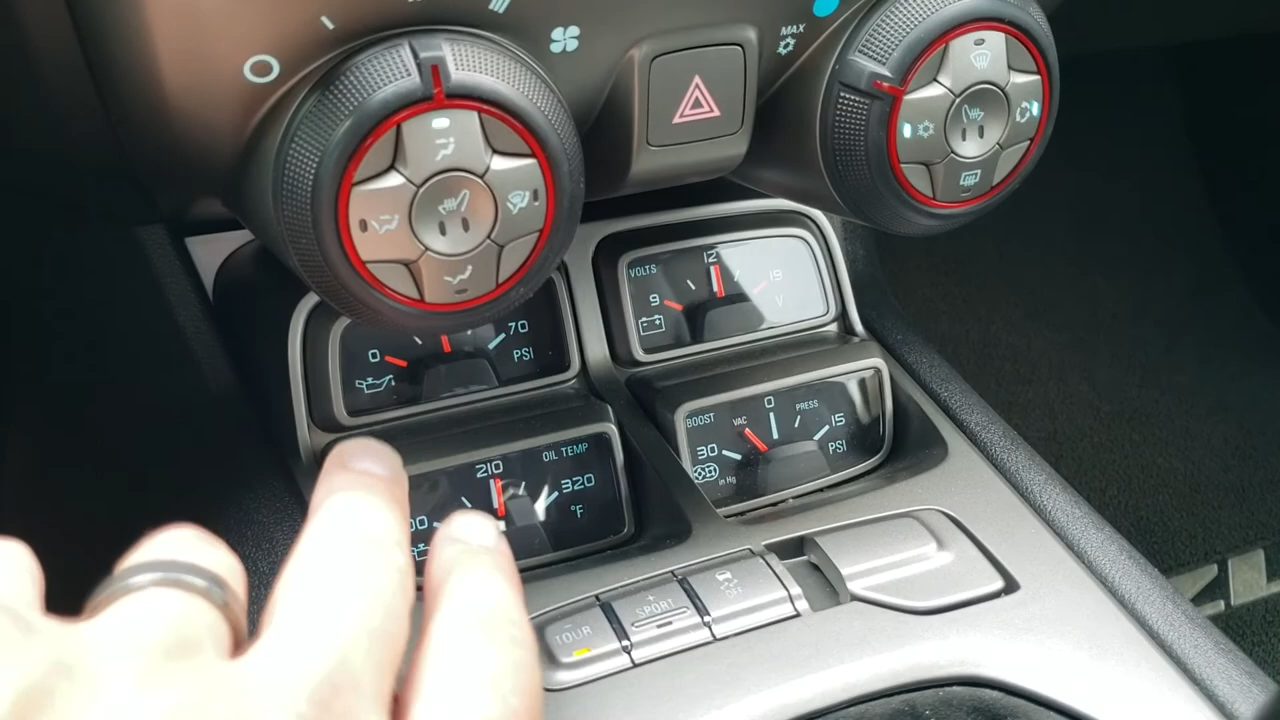 MAX
VOLTS
12
9
19
V
0
70
PSI
BOOST
VAC
0
PRESS
30
15
PSI
in Hg
OIL TEMP
210
320
°F
- TOUR
+ SPORT
OFF